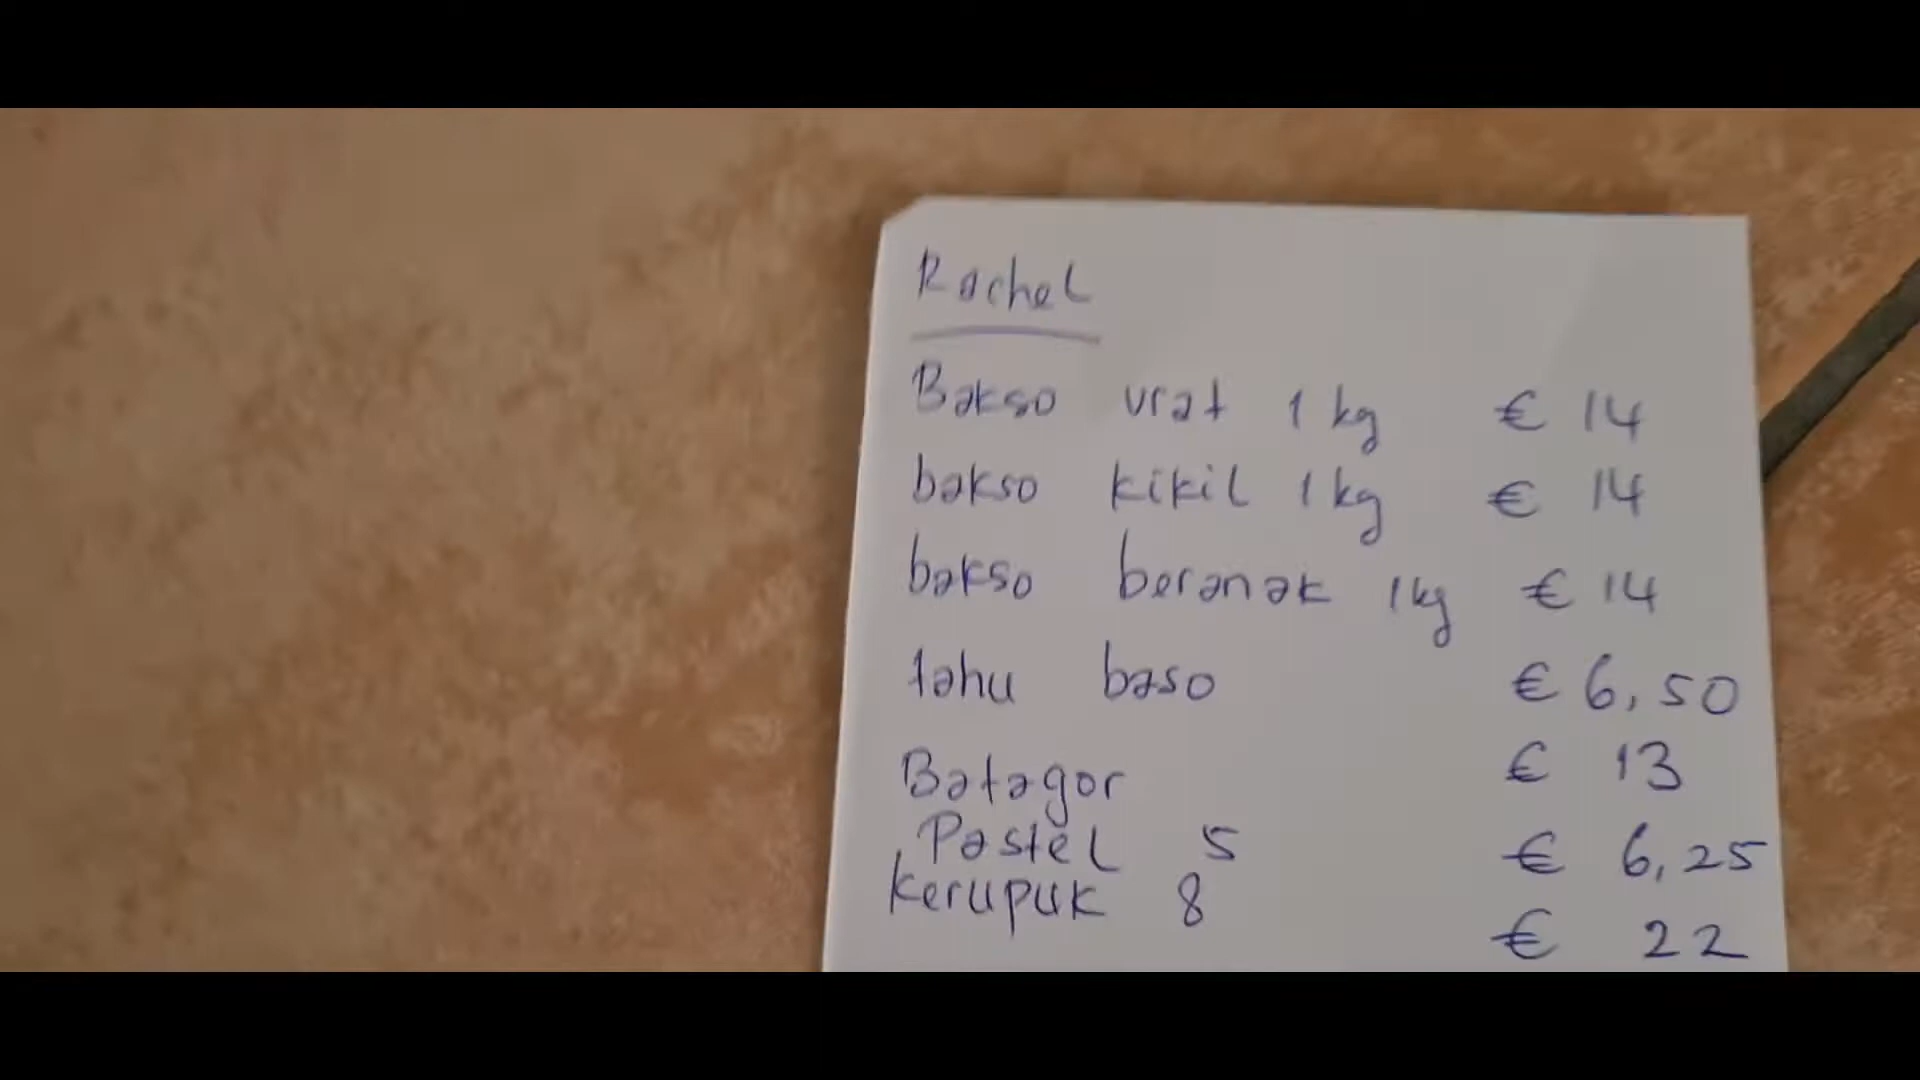 Rachel
Bakso urat 1 kg € 14
bakso kikil 1 kg € 14
bakso beranak 1 kg € 14
tahu baso € 6,50
Batagor € 13
Pastel 5 € 6,25
kerupuk 8 € 22